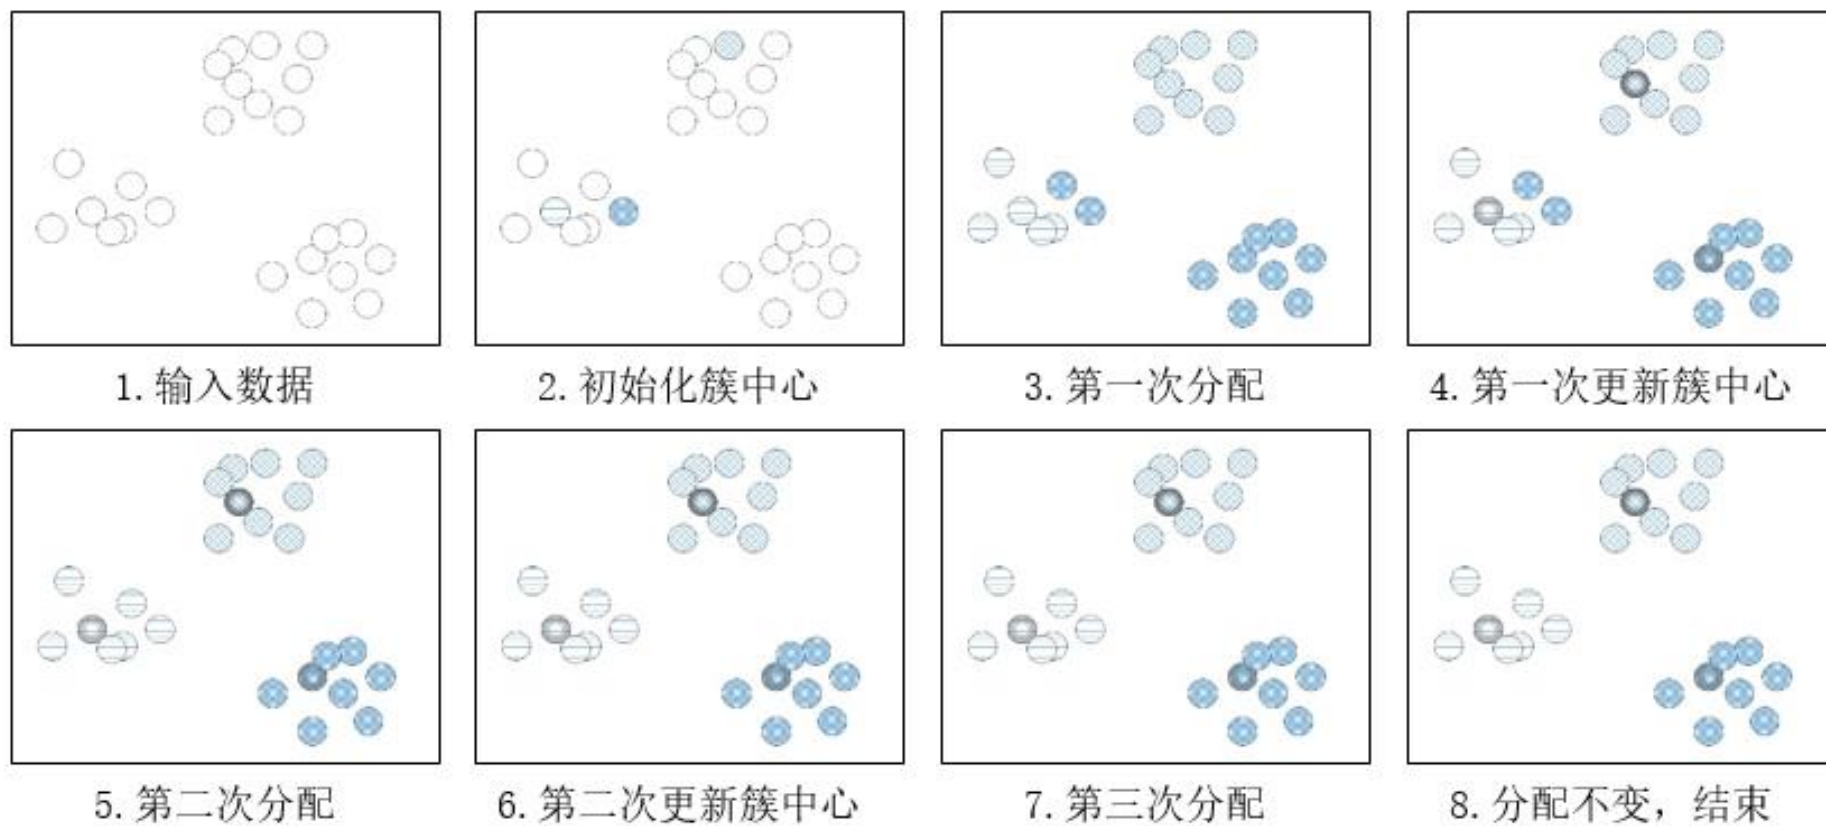 1. 输入数据
2. 初始化簇中心
3. 第一次分配
4. 第一次更新簇中心
5. 第二次分配
6. 第二次更新簇中心
7. 第三次分配
8. 分配不变，结束